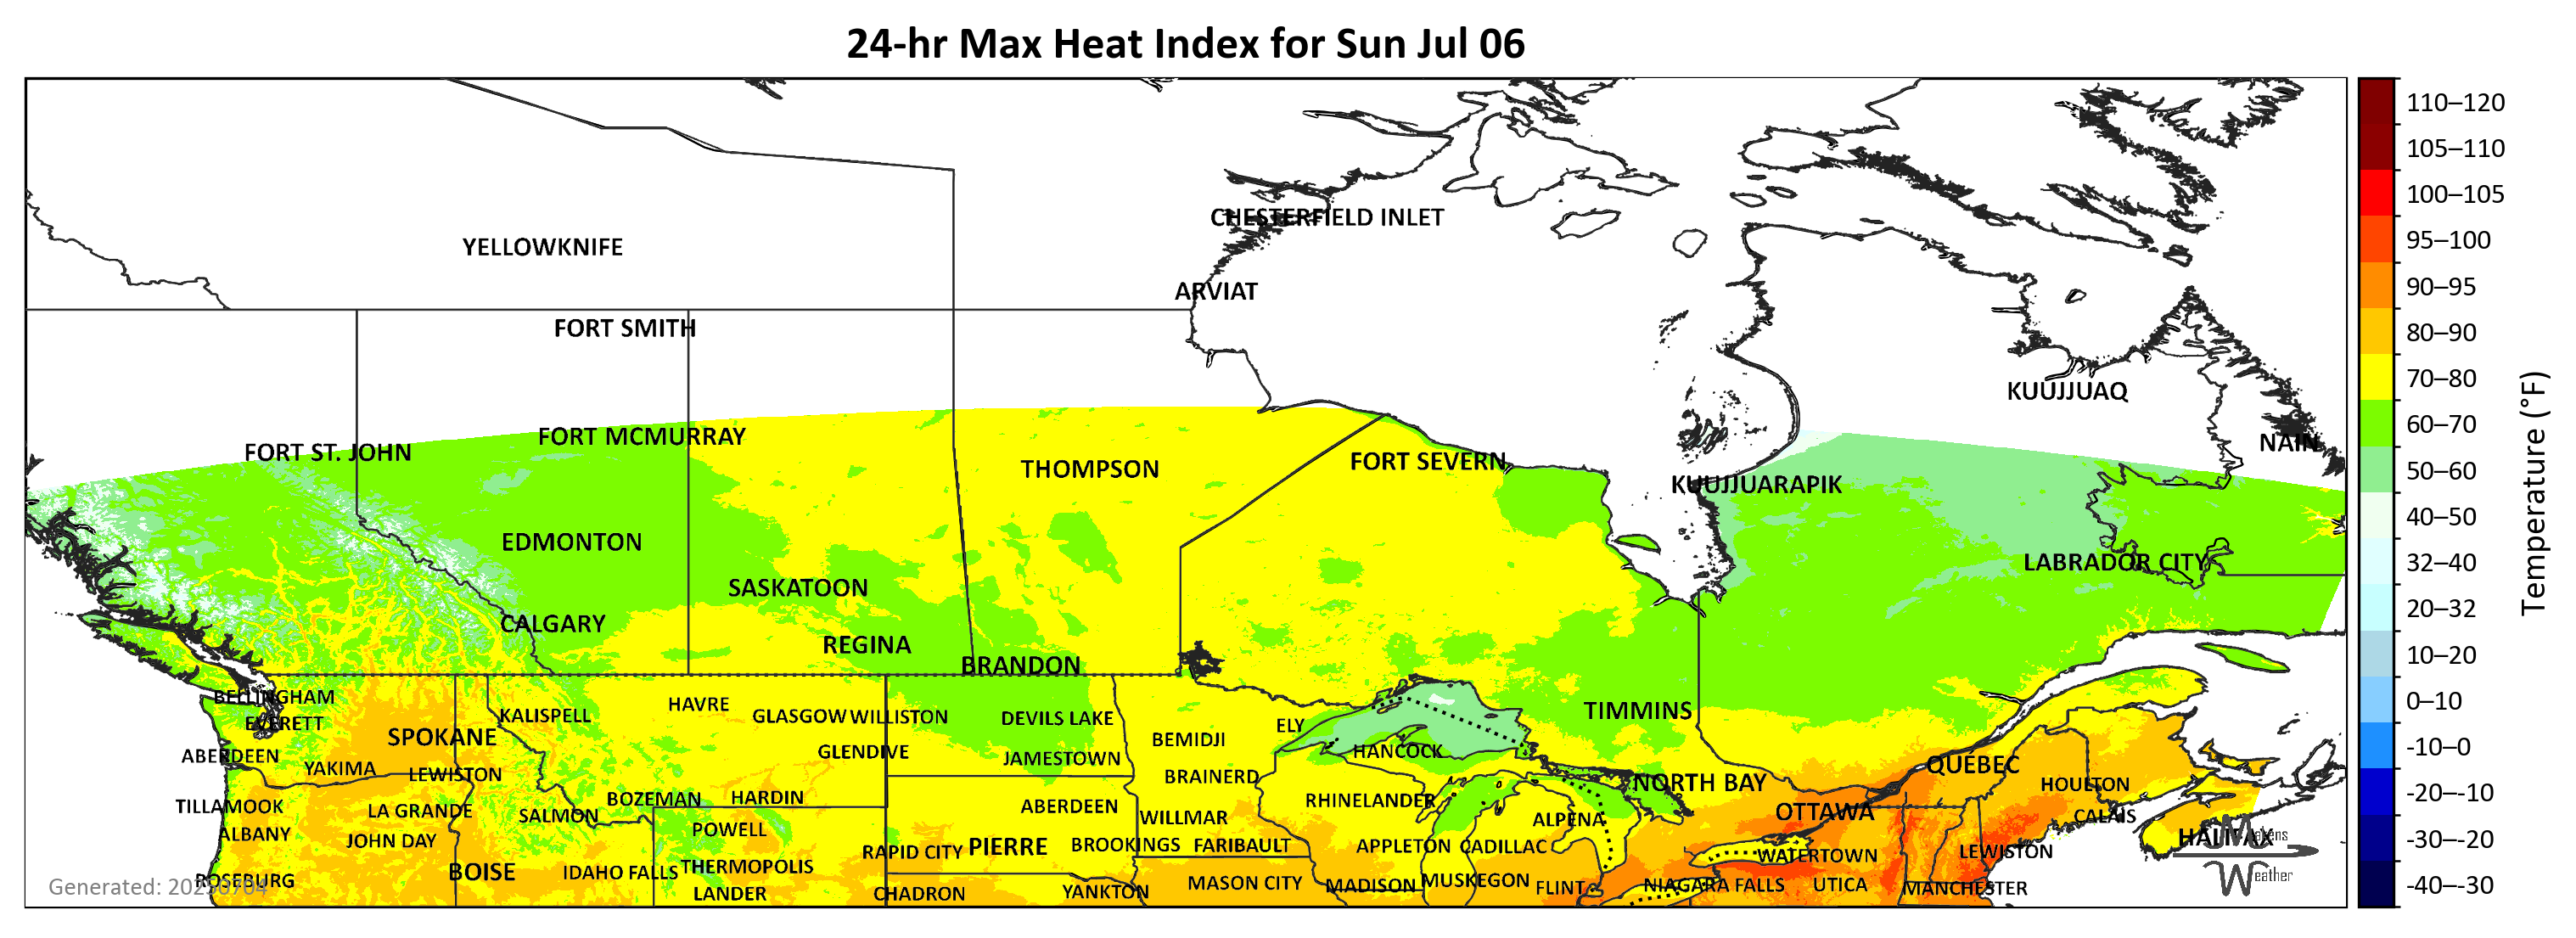 24-hr Max Heat Index for Sun Jul 06
CHESTERFIELD INLET
YELLOWKNIFE
ARVIAT
FORT SMITH
KUUJJUAQ
FORT MCMURRAY
NAIN
FORT ST. JOHN
FORT SEVERN
THOMPSON
KUUJJUARAPIK
EDMONTON
LABRADOR CITY
SASKATOON
CALGARY
REGINA
BRANDON
BELLINGHAM
HAVRE
TIMMINS
KALISPELL
GLASGOW
WILLISTON
DEVILS LAKE
EVERETT
ELY
SPOKANE
BEMIDJI
ABERDEEN
GLENDIVE
JAMESTOWN
HANCOCK
YAKIMA
LEWISTON
BRAINERD
QUÉBEC
NORTH BAY
HOULTON
TILLAMOOK
LA GRANDE
SALMON
BOZEMAN
HARDIN
ABERDEEN
RHINELANDER
OTTAWA
WILLMAR
ALPENA
CALAIS
ALBANY
JOHN DAY
POWELL
HALIFAX
RAPID CITY
PIERRE
BROOKINGS
FARIBAULT
APPLETON
CADILLAC
WATERTOWN
LEWISTON
BOISE
IDAHO FALLS
THERMOPOLIS
ROSEBURG
MASON CITY
MADISON
MUSKEGON
FLINT
NIAGARA FALLS
UTICA
MANCHESTER
LANDER
CHADRON
YANKTON
Generated: 20250704
Makens
Weather
110–120
105–110
100–105
95–100
90–95
80–90
70–80
60–70
50–60
40–50
32–40
20–32
10–20
0–10
-10–0
-20–-10
-30–-20
-40–-30
Temperature (°F)